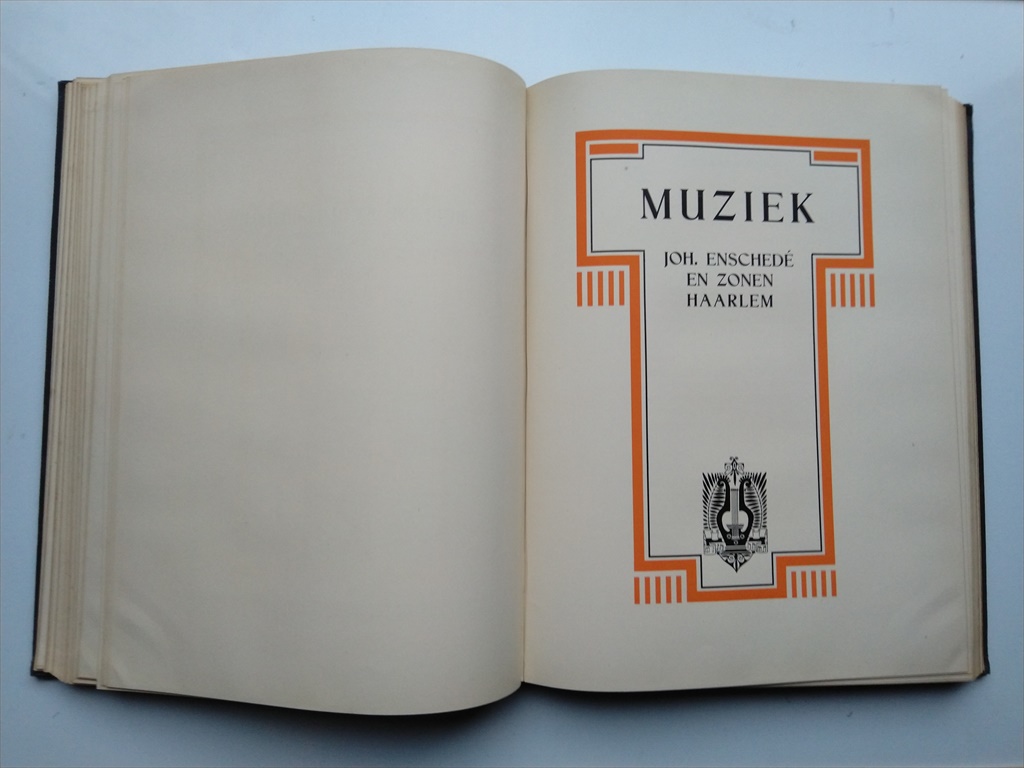 MUZIEK
JOH. ENSCHEDÉ
EN ZONEN
HAARLEM